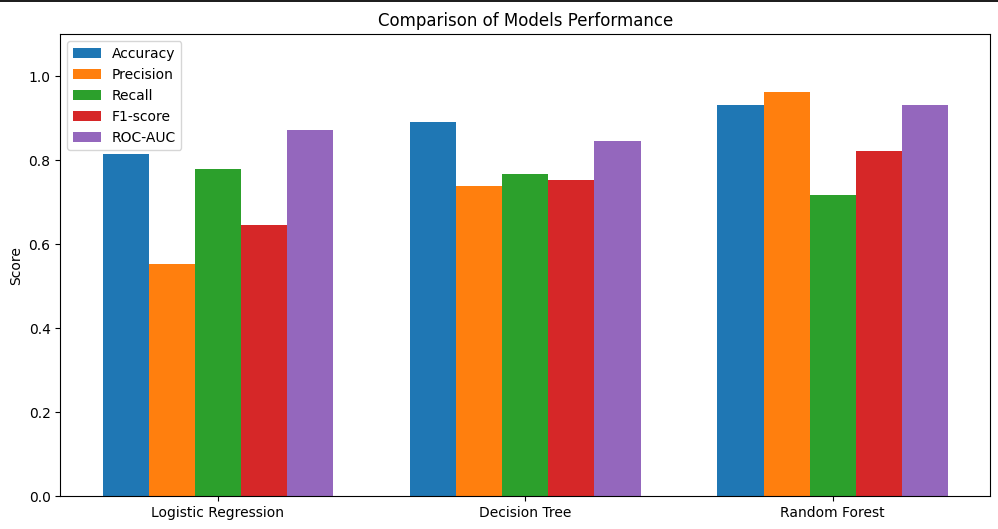 Comparison of Models Performance
Accuracy
Precision
Recall
F1-score
ROC-AUC
1.0
0.8
0.6
0.4
0.2
0.0
Score
Logistic Regression
Decision Tree
Random Forest